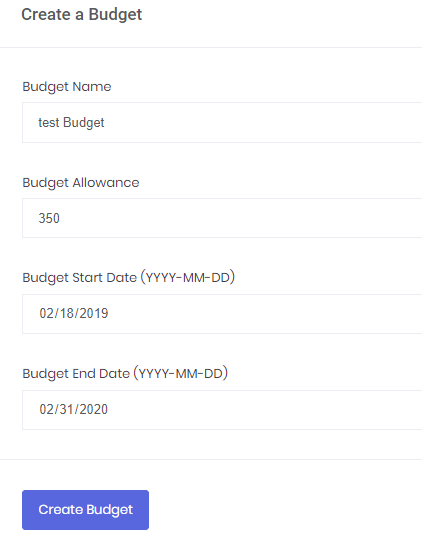 Create a Budget
Budget Name
test Budget
Budget Allowance
350
Budget Start Date (YYYY-MM-DD)
02/18/2019
Budget End Date (YYYY-MM-DD)
02/31/2020
Create Budget